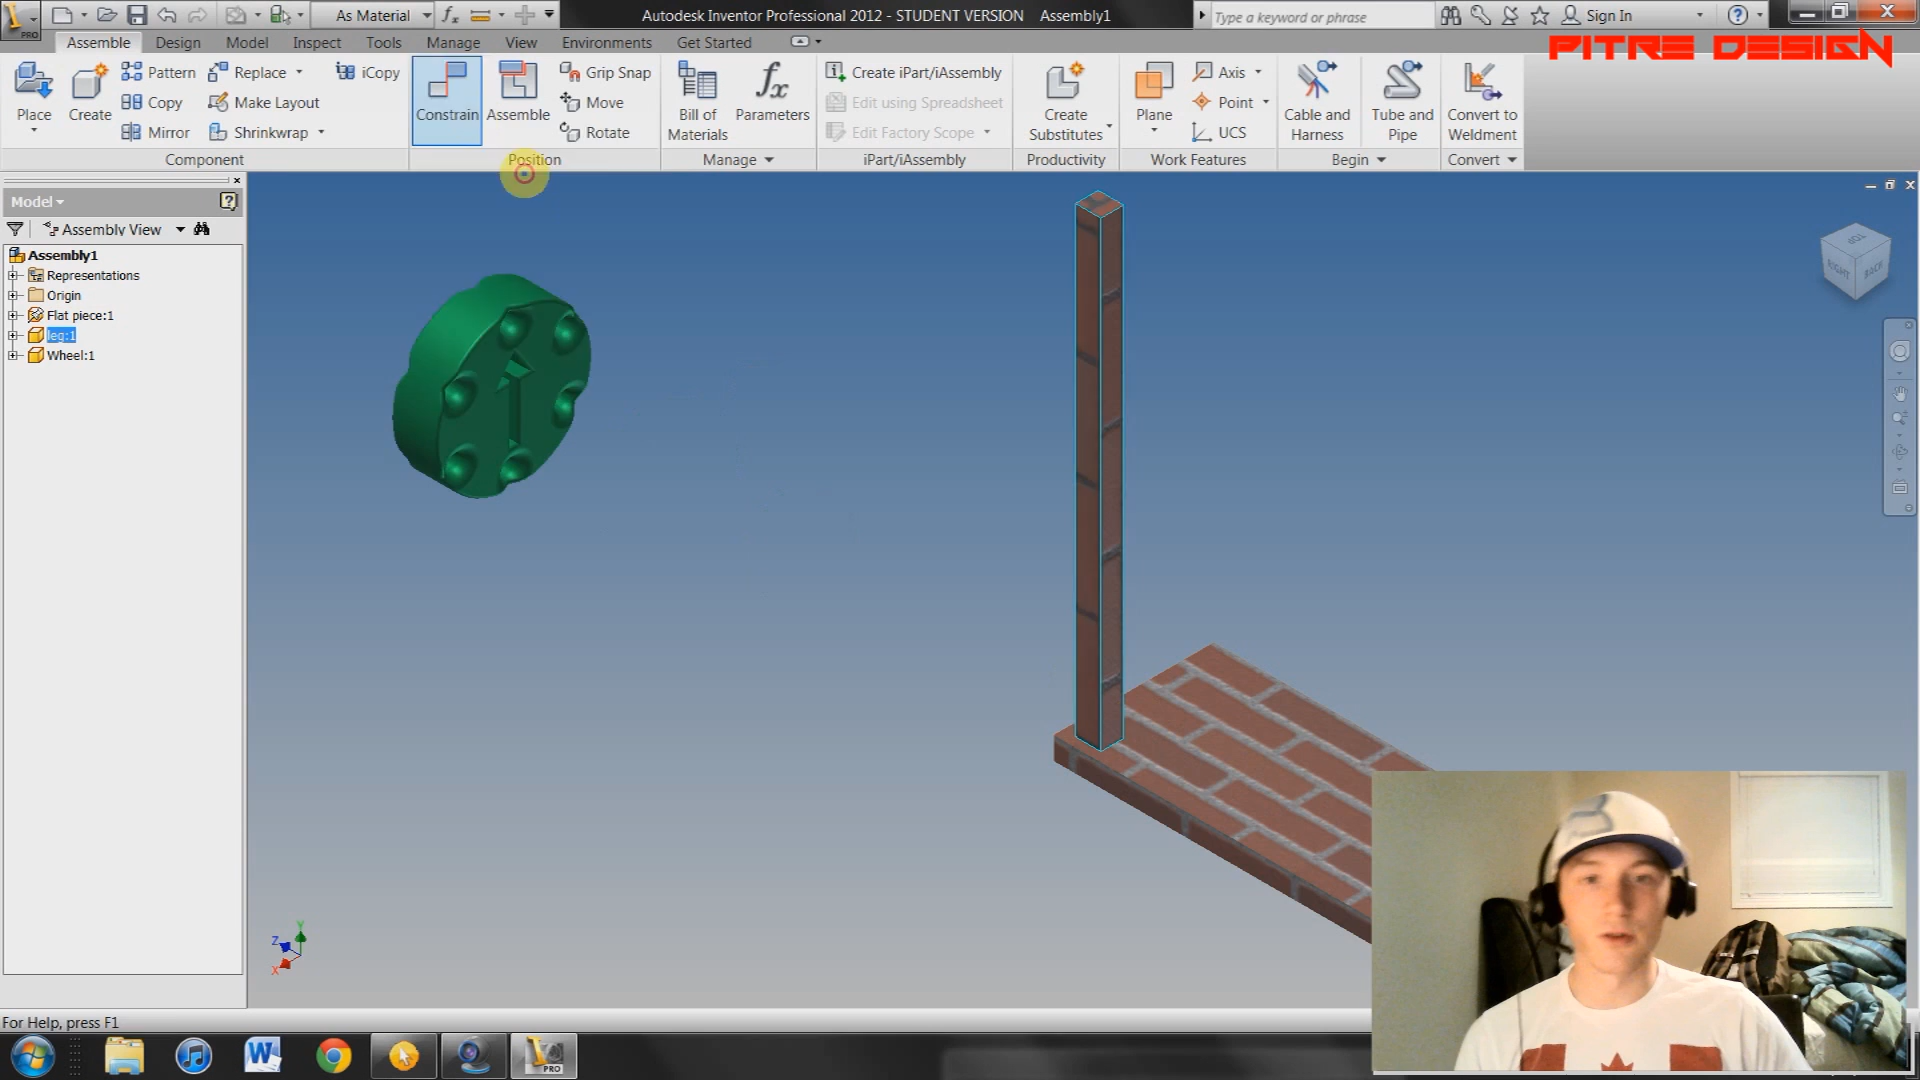 As Material
Autodesk Inventor Professional 2012 - STUDENT VERSION Assembly1
Type a keyword or phrase
Sign In
PRO
Assemble Design Model Inspect Tools Manage View Environments Get Started
PITRE DESIGN
Place
Create
Pattern
Copy
Mirror
Replace
Make Layout
Shrinkwrap
iCopy
Component
Constrain
Assemble
Grip Snap
Move
Rotate
Position
Bill of
Materials
Parameters
Manage
Create iPart/iAssembly
Edit using Spreadsheet
Edit Factory Scope
iPart/iAssembly
Create
Substitutes
Productivity
Plane
Axis
Point
UCS
Work Features
Cable and
Harness
Tube and
Pipe
Begin
Convert to
Weldment
Convert
Model
Assembly View
Assembly1
Representations
Origin
Flat piece:1
leg:1
Wheel:1
TOP
RIGHT
BACK
Y
Z
X
For Help, press F1
PRO